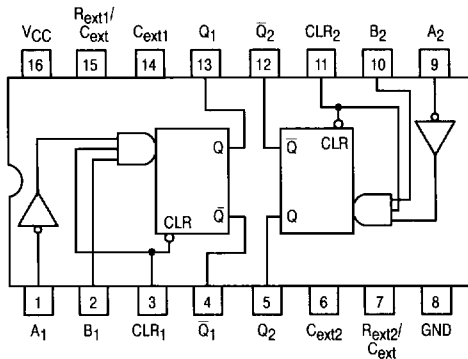 VCC Rext1/ Cext Cext1 Q1 Q̅2 CLR2 B2 A2
16 15 14 13 12 11 10 9
Q Q̅ CLR
Q̅ Q
CLR
1 2 3 4 5 6 7 8
A1 B1 CLR1 Q̅1 Q2 Cext2 Rext2/ Cext GND